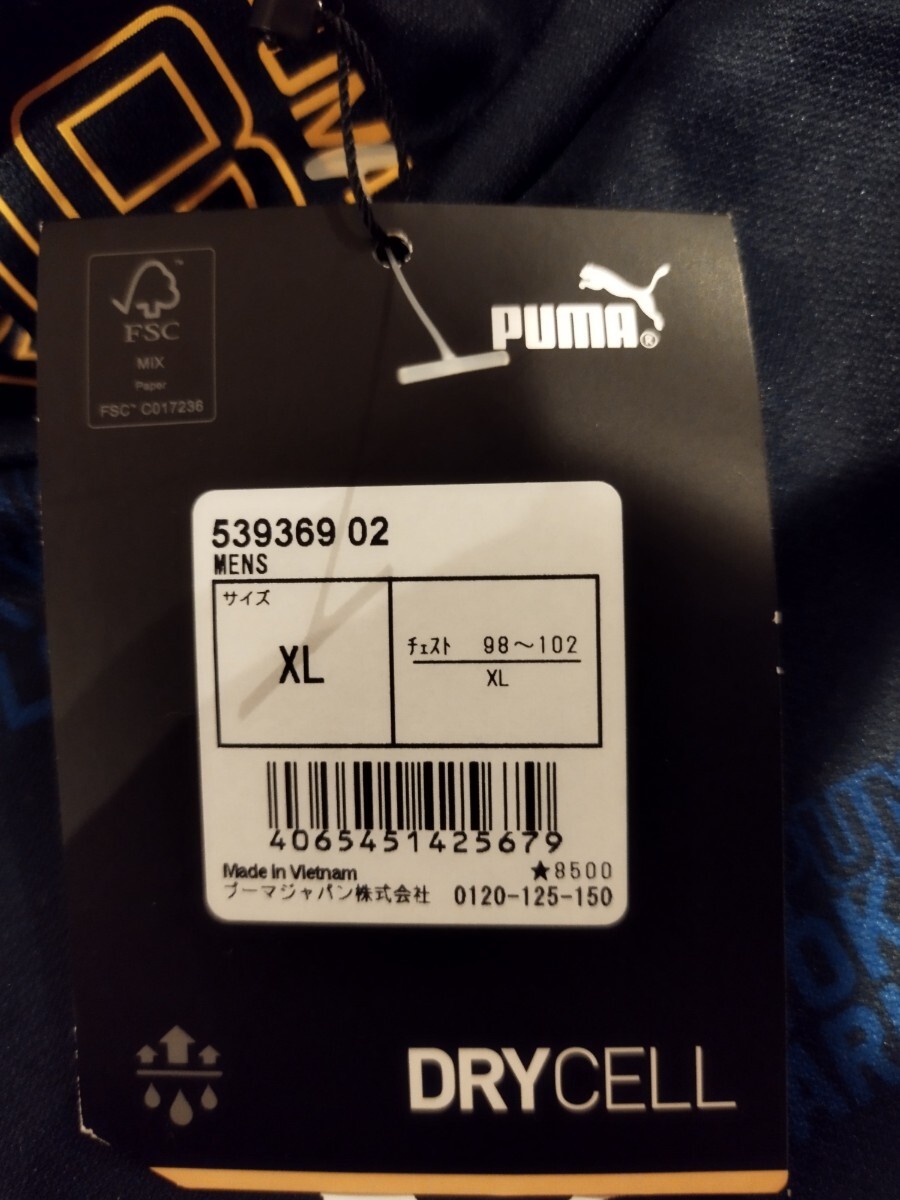 FSC™
MIX
Paper
FSC™ C017236
PUMA®
539369 02
MENS
サイズ
XL
ﾁｪｽﾄ 98～102
XL
4065451425679
Made in Vietnam
★8500
プーマジャパン株式会社 0120-125-150
DRYCELL